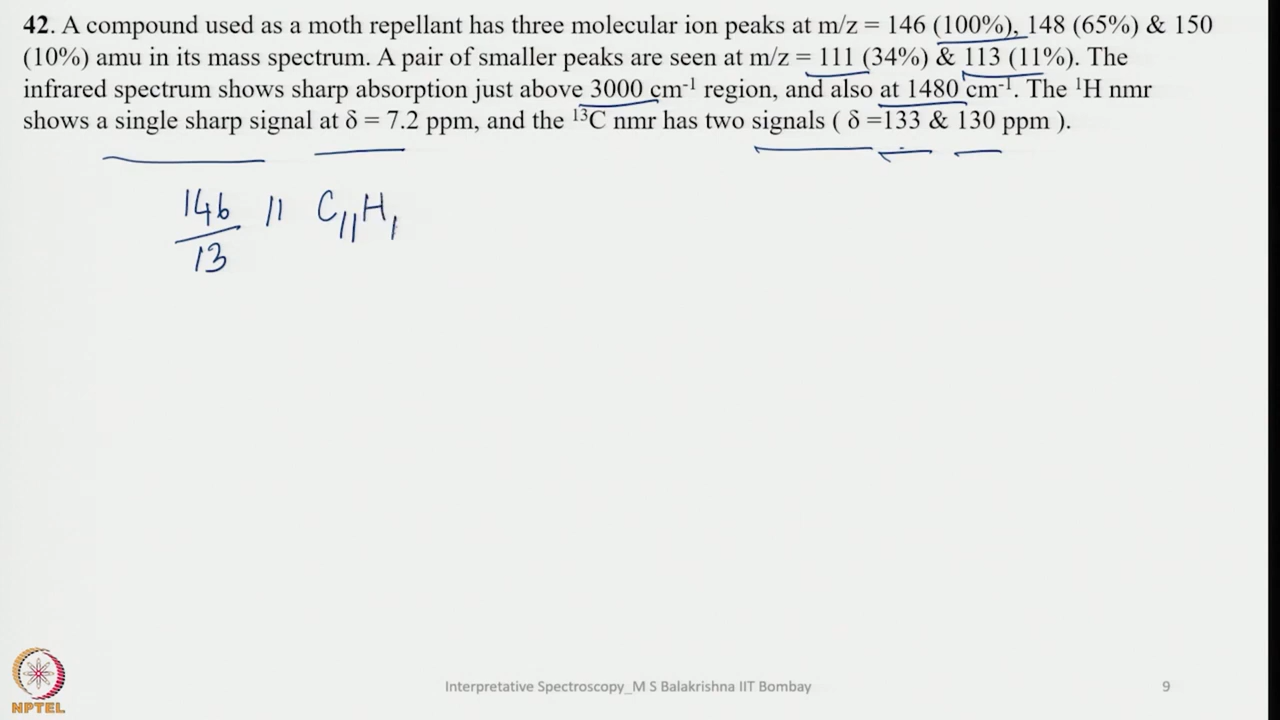 42. A compound used as a moth repellant has three molecular ion peaks at m/z = 146 (100%), 148 (65%) & 150
(10%) amu in its mass spectrum. A pair of smaller peaks are seen at m/z = 111 (34%) & 113 (11%). The
infrared spectrum shows sharp absorption just above 3000 cm⁻¹ region, and also at 1480 cm⁻¹. The ¹H nmr
shows a single sharp signal at δ = 7.2 ppm, and the ¹³C nmr has two signals ( δ =133 & 130 ppm ).
146 11 C₁₁H₁
13
Interpretative Spectroscopy_M S Balakrishna IIT Bombay 9
NPTEL